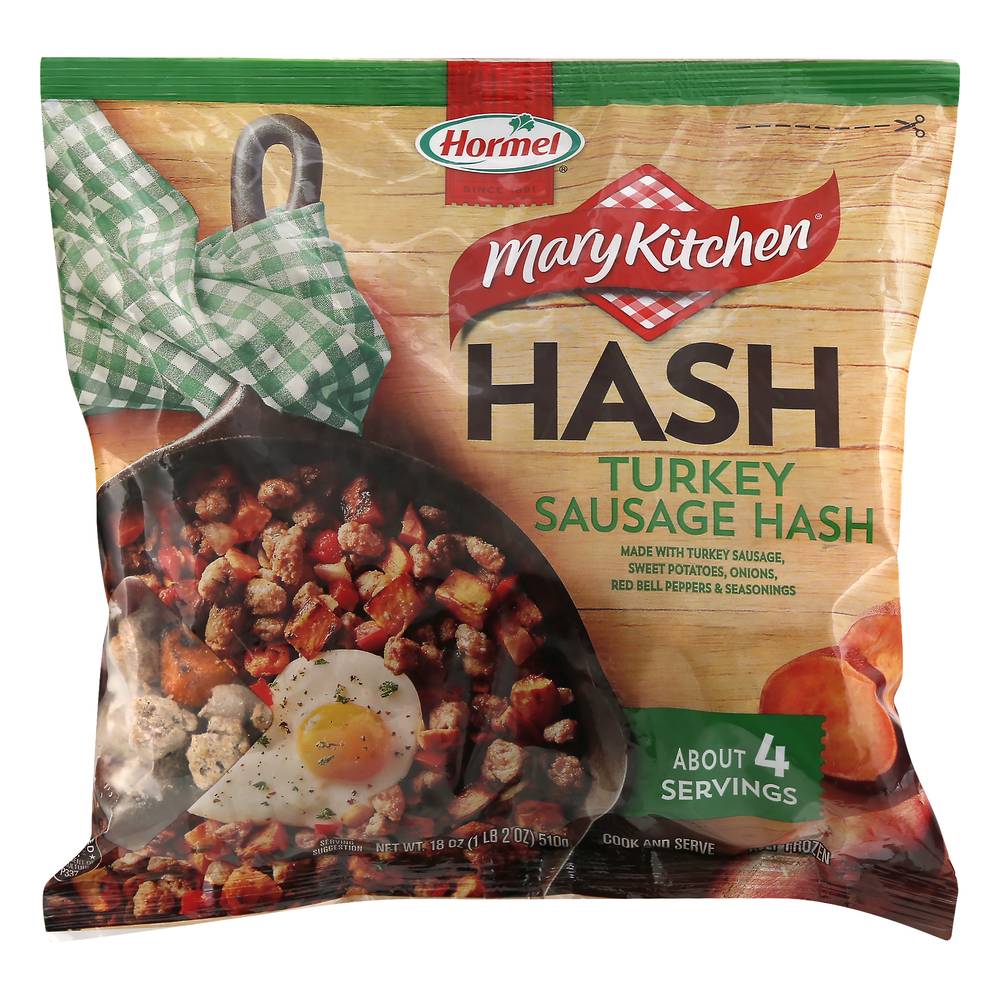 Hormel®
SINCE 1891
Mary Kitchen®
HASH
TURKEY
SAUSAGE HASH
MADE WITH TURKEY SAUSAGE,
SWEET POTATOES, ONIONS,
RED BELL PEPPERS & SEASONINGS
ABOUT 4
SERVINGS
SERVING
SUGGESTION
NET WT. 18 OZ (1 LB 2 OZ) 510g
COOK AND SERVE
FROZEN
P337